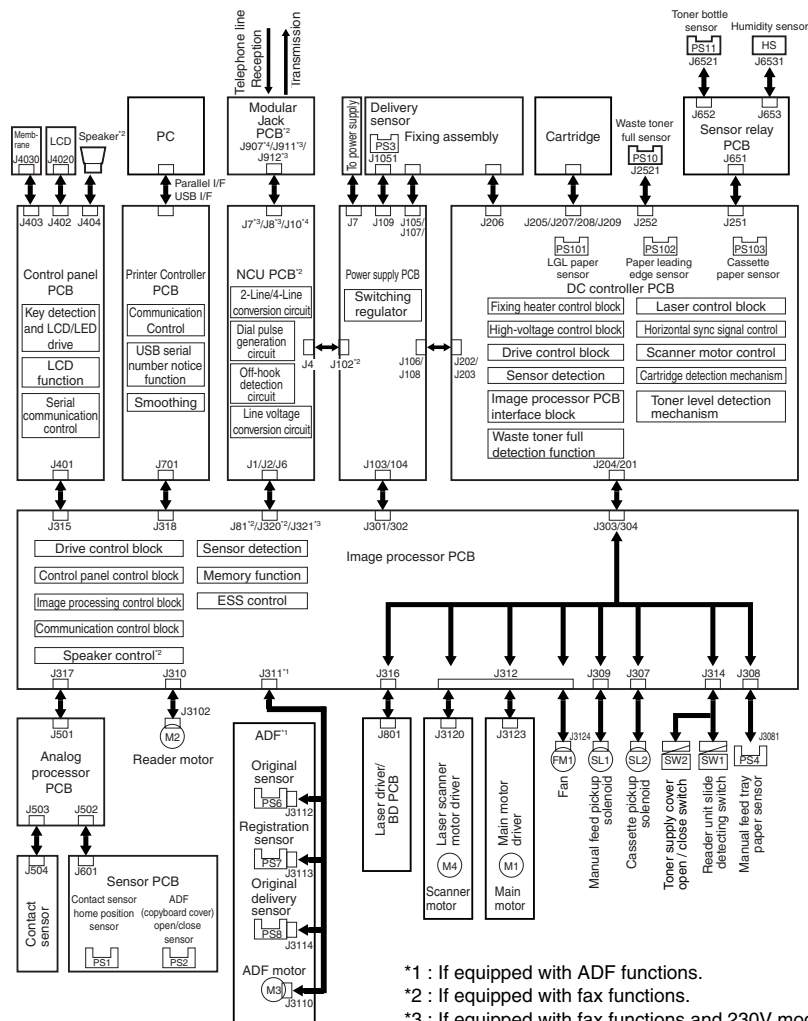 Toner bottle
sensor
PS11
J6521
Humidity sensor
HS
J6531
Telephone line
Reception
Transmission
Memb-
rane
J4030
LCD
J4020
Speaker*2
PC
Parallel I/F
USB I/F
Modular
Jack
PCB*2
J907*4/J911*3/
J912*3
To power supply
Delivery
sensor
PS3
J1051
Fixing assembly
Cartridge
Waste toner
full sensor
PS10
J2521
J652
J653
Sensor relay
PCB
J651
J403
J402
J404
J7*3/J8*3/J10*4
J7
J109
J105/
J107/
J206
J205/J207/208/J209
J252
J251
Control panel
PCB
Key detection
and LCD/LED
drive
LCD
function
Serial
communication
control
J401
Printer Controller
PCB
Communication
Control
USB serial
number notice
function
Smoothing
J701
NCU PCB*2
2-Line/4-Line
conversion circuit
Dial pulse
generation
circuit
Off-hook
detection
circuit
Line voltage
conversion circuit
J4
J1/J2/J6
Power supply PCB
Switching
regulator
J102*2
J106/
J108
J103/104
PS101
LGL paper
sensor
PS102
Paper leading
edge sensor
PS103
Cassette
paper sensor
DC controller PCB
J202/
J203
Fixing heater control block
High-voltage control block
Drive control block
Sensor detection
Image processor PCB
interface block
Waste toner full
detection function
Laser control block
Horizontal sync signal control
Scanner motor control
Cartridge detection mechanism
Toner level detection
mechanism
J204/201
J315
J318
J81*2/J320*2/J321*3
J301/302
J303/304
Image processor PCB
Drive control block
Control panel control block
Image processing control block
Communication control block
Speaker control*2
Sensor detection
Memory function
ESS control
J317
J310
J311*1
J316
J312
J309
J307
J314
J308
J501
Analog
processor
PCB
J503
J502
J504
Contact
sensor
J601
Sensor PCB
Contact sensor
home position
sensor
PS1
ADF
(copyboard cover)
open/close
sensor
PS2
J3102
M2
Reader motor
ADF*1
Original
sensor
PS6
J3112
Registration
sensor
PS7
J3113
Original
delivery
sensor
PS8
J3114
ADF motor
M3
J3110
J801
Laser driver/
BD PCB
J3120
Laser scanner
motor driver
M4
Scanner
motor
J3123
Main motor
driver
M1
Main
motor
J3124
FM1
Fan
SL1
Manual feed pickup
solenoid
SL2
Cassette pickup
solenoid
SW2
Toner supply cover
open / close switch
SW1
Reader unit slide
detecting switch
J3081
PS4
Manual feed tray
paper sensor
*1 : If equipped with ADF functions.
*2 : If equipped with fax functions.